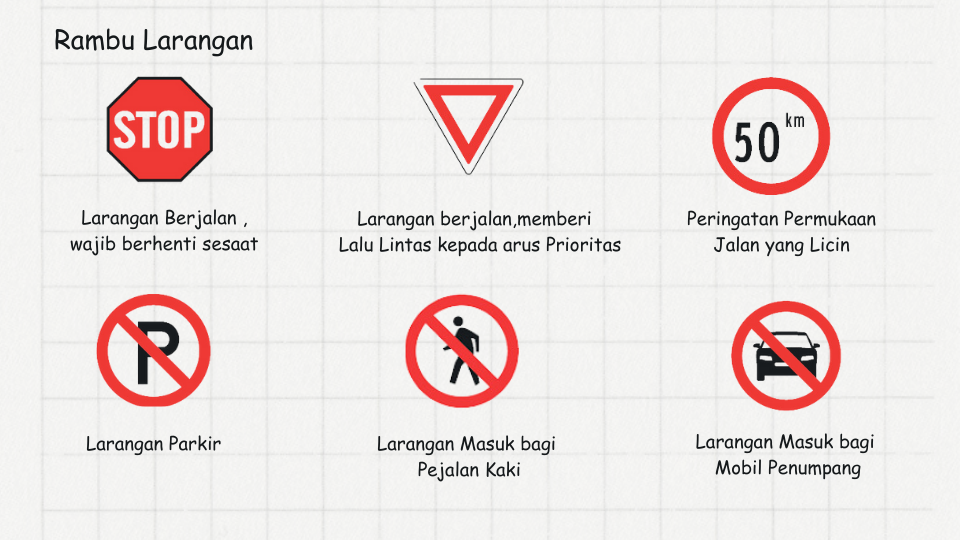 Rambu Larangan
STOP
50 km
Larangan Berjalan ,
wajib berhenti sesaat
Larangan berjalan,memberi
Lalu Lintas kepada arus Prioritas
Peringatan Permukaan
Jalan yang Licin
P
Larangan Parkir
Larangan Masuk bagi
Pejalan Kaki
Larangan Masuk bagi
Mobil Penumpang